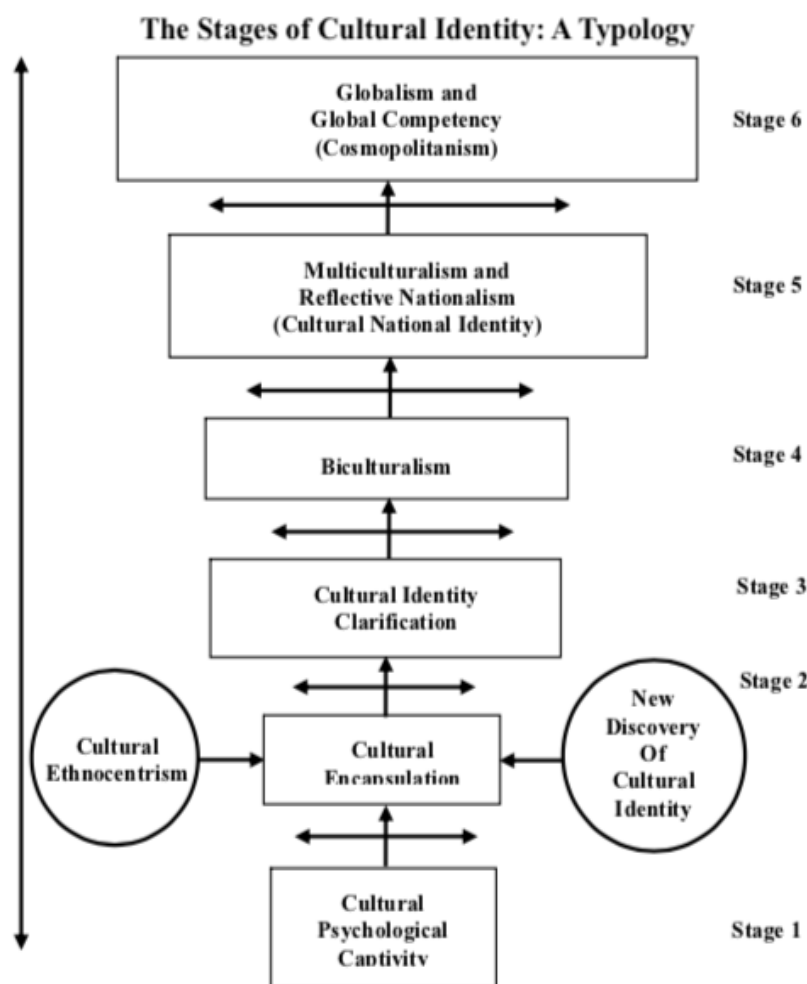 The Stages of Cultural Identity: A Typology
Globalism and
Global Competency
(Cosmopolitanism)
Stage 6
Multiculturalism and
Reflective Nationalism
(Cultural National Identity)
Stage 5
Biculturalism
Stage 4
Cultural Identity
Clarification
Stage 3
Stage 2
Cultural
Ethnocentrism
Cultural
Encapsulation
New
Discovery
Of
Cultural
Identity
Cultural
Psychological
Captivity
Stage 1